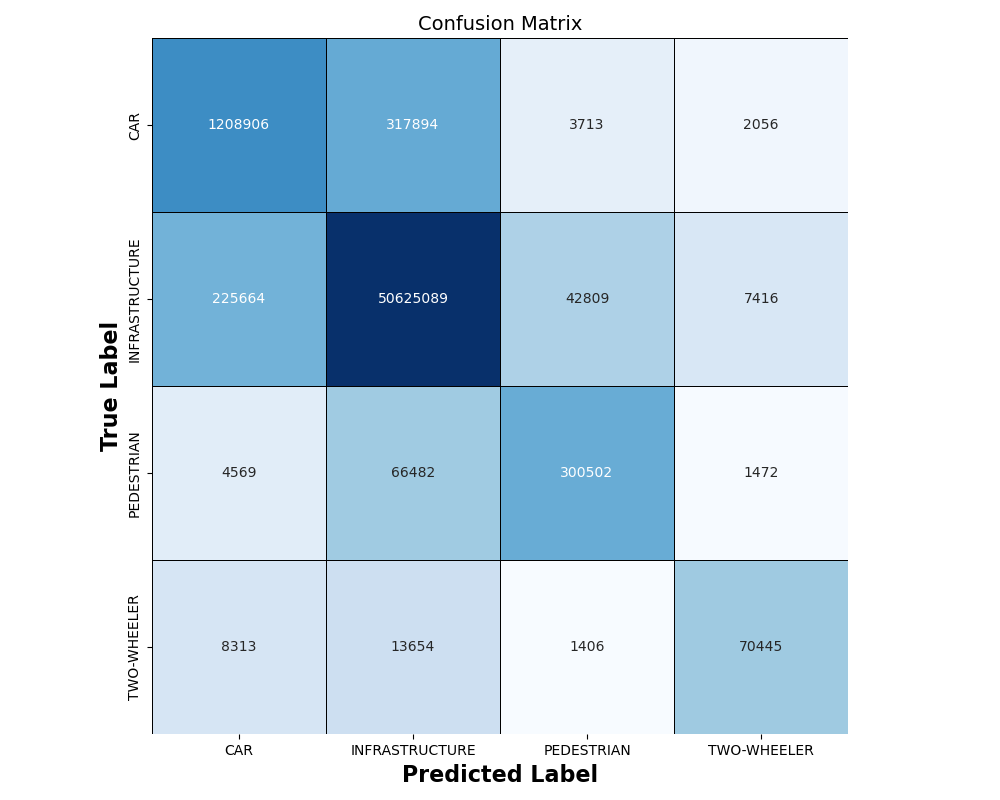 Confusion Matrix
True Label
CAR
1208906 317894 3713 2056
INFRASTRUCTURE
225664 50625089 42809 7416
PEDESTRIAN
4569 66482 300502 1472
TWO-WHEELER
8313 13654 1406 70445
CAR INFRASTRUCTURE PEDESTRIAN TWO-WHEELER
Predicted Label